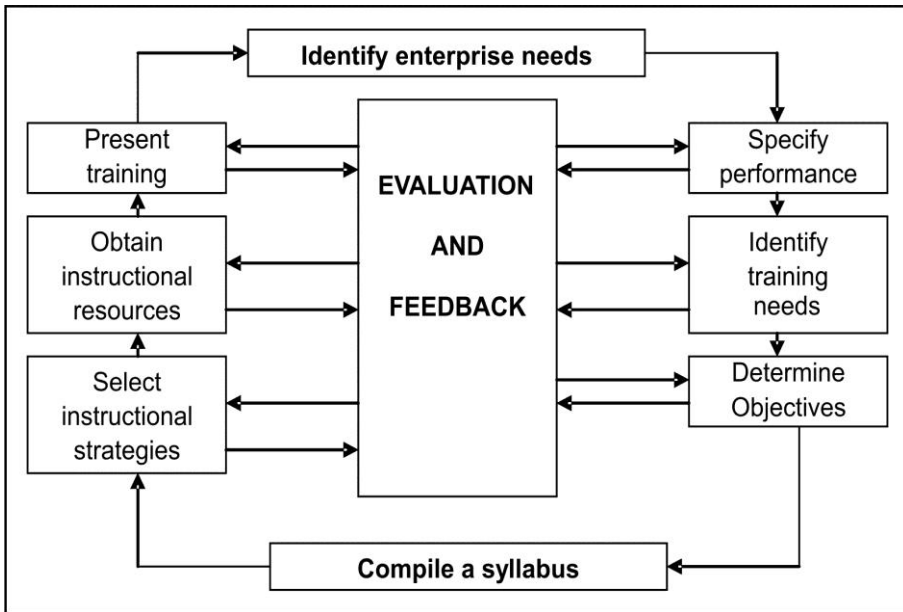 Identify enterprise needs
Present
training
EVALUATION
AND
FEEDBACK
Specify
performance
Obtain
instructional
resources
Identify
training
needs
Select
instructional
strategies
Determine
Objectives
Compile a syllabus